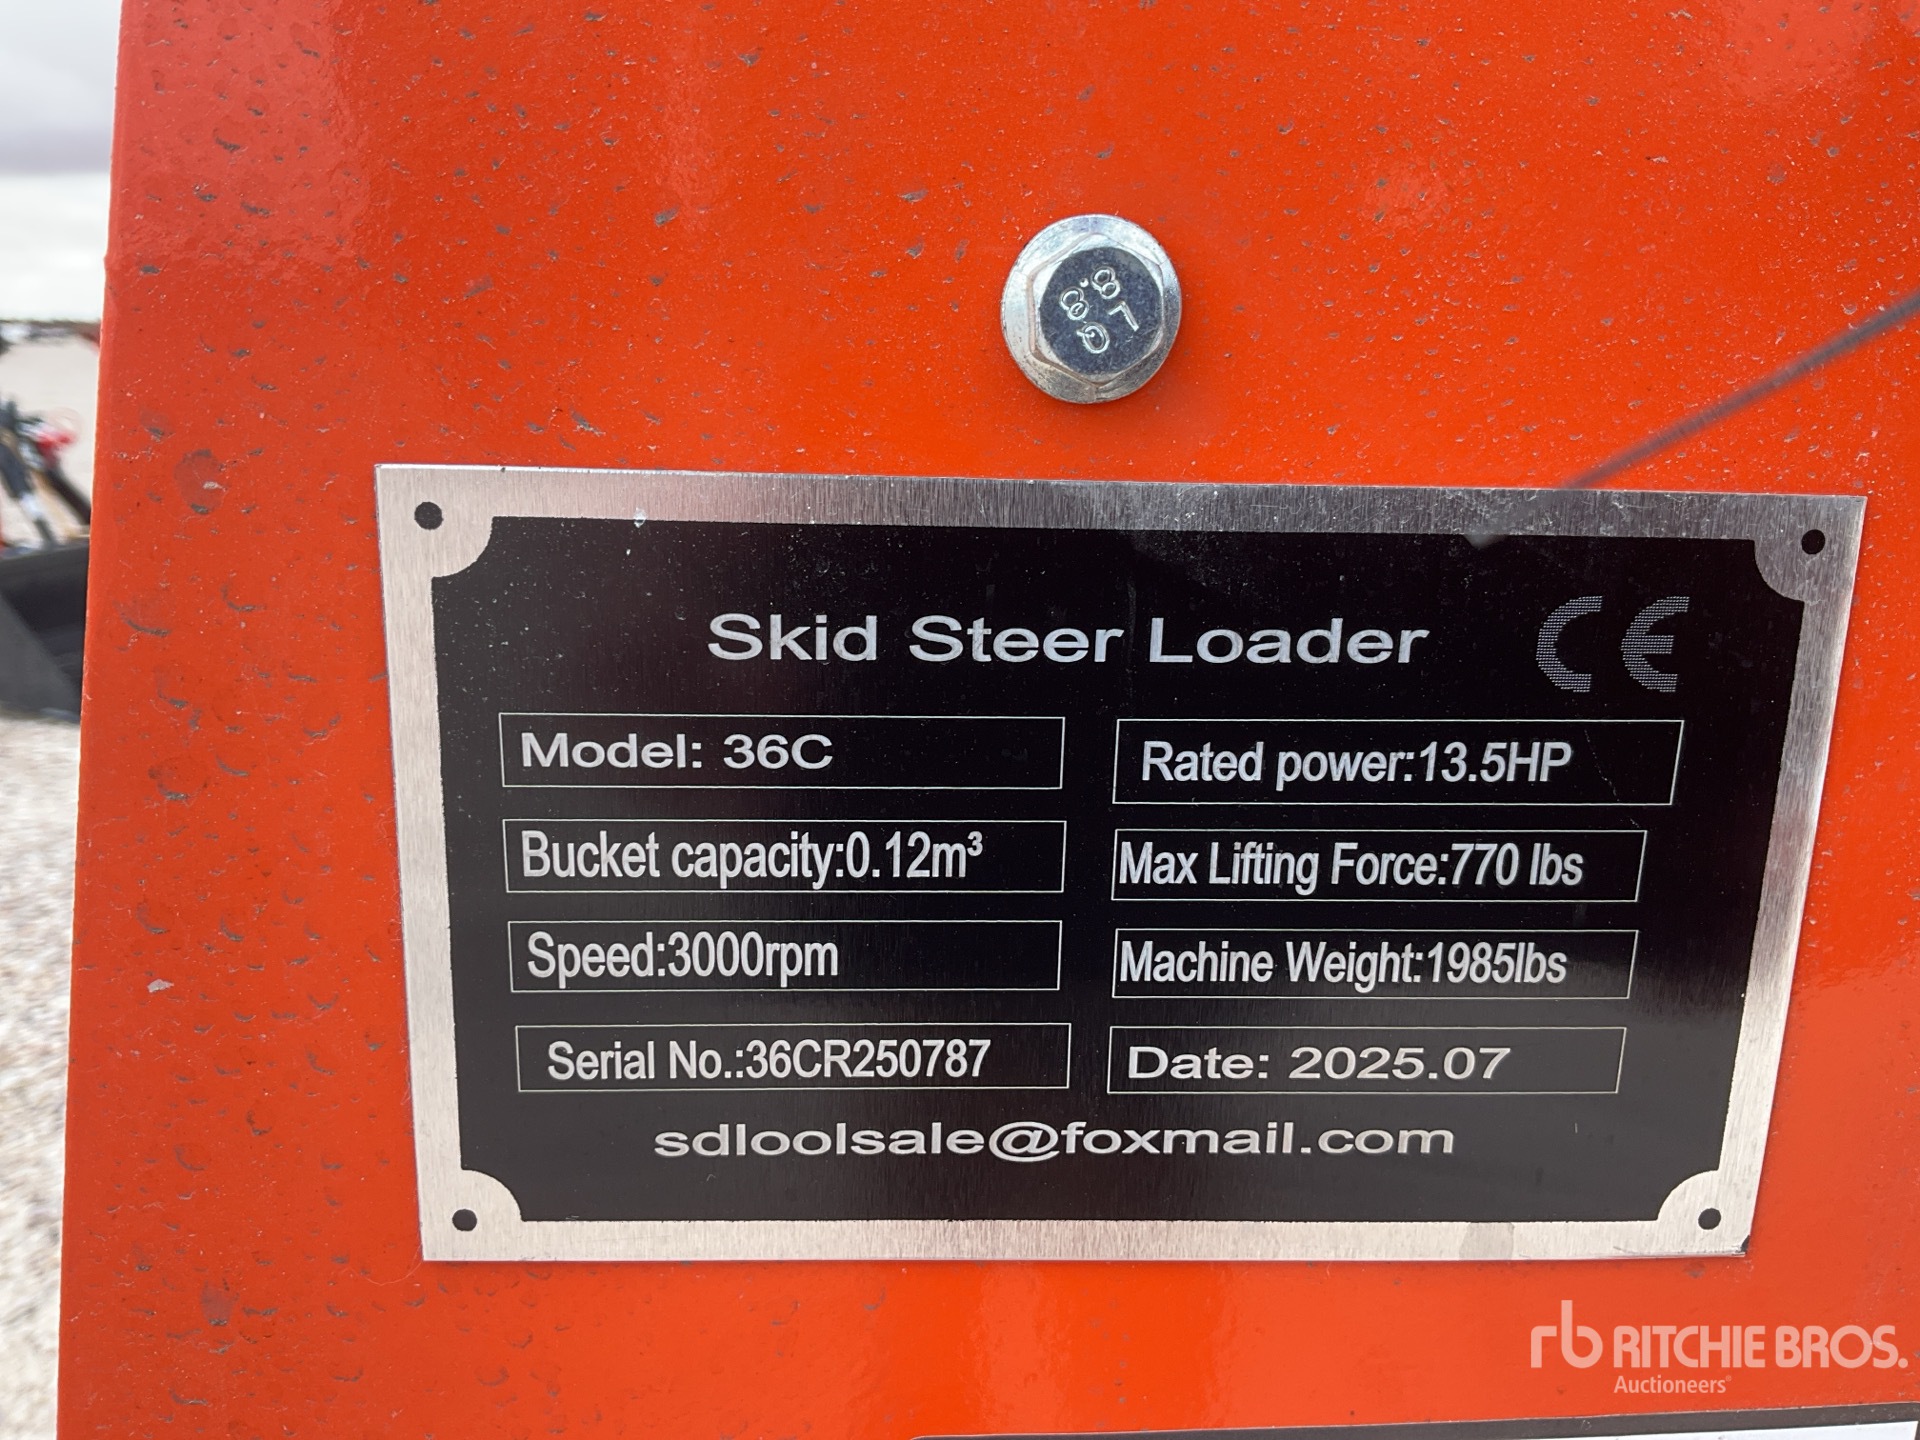 8.8 L
8Q
Skid Steer Loader CE
Model: 36C
Rated power:13.5HP
Bucket capacity:0.12m³
Max Lifting Force:770 lbs
Speed:3000rpm
Machine Weight:1985lbs
Serial No.:36CR250787
Date: 2025.07
sdloolsale@foxmail.com
rb RITCHIE BROS.
Auctioneers